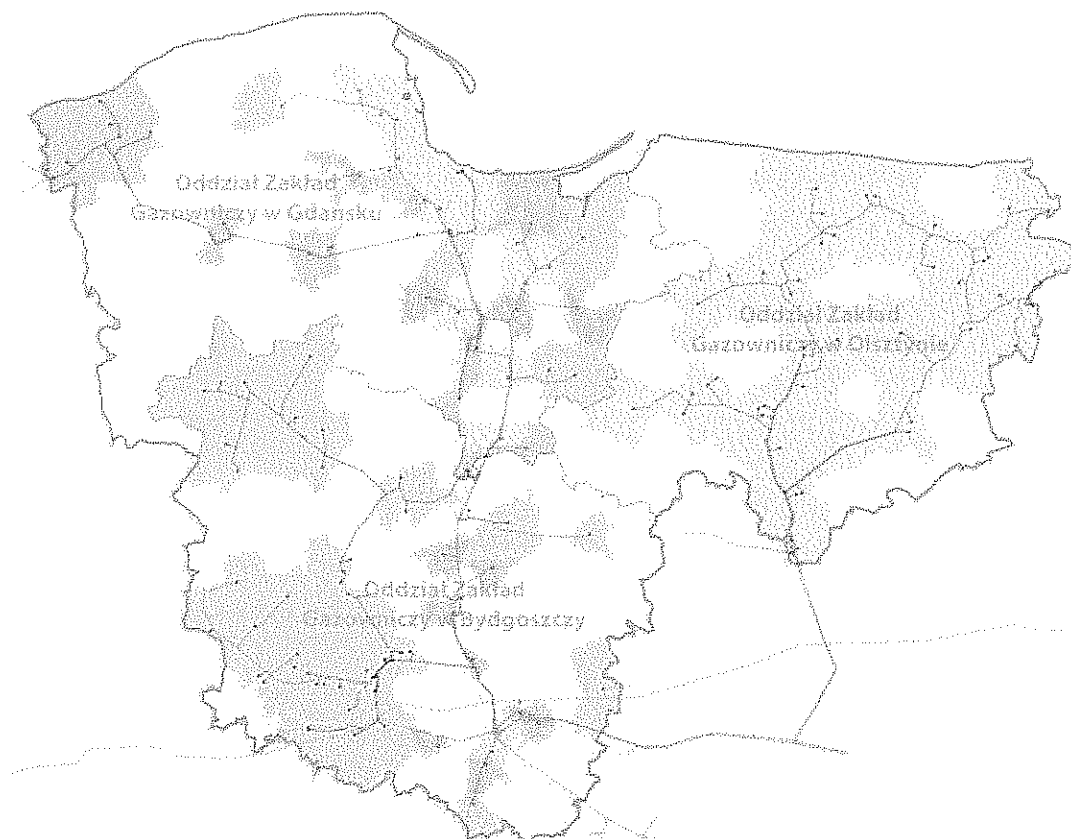 Oddział Zakład
Gazowniczy w Gdańsku
Oddział Zakład
Gazowniczy w Olsztynie
Oddział Zakład
Gazowniczy w Bydgoszczy